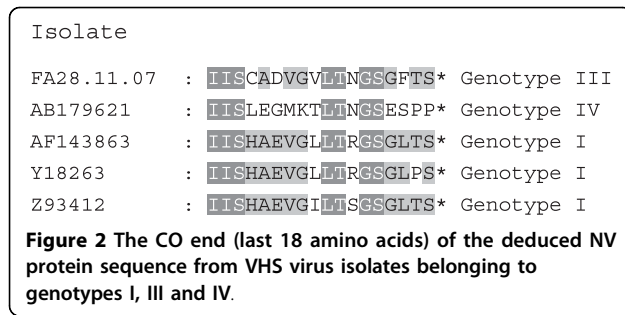 Isolate
FA28.11.07 : IISCADVGVLTNGSGFTS* Genotype III
AB179621 : IISLEGMKTLTNGSESPP* Genotype IV
AF143863 : IISHAEVGLLTRGSGLTS* Genotype I
Y18263 : IISHAEVGLLTRGSGLPS* Genotype I
Z93412 : IISHAEVGILTSGSGLTS* Genotype I
Figure 2 The CO end (last 18 amino acids) of the deduced NV
protein sequence from VHS virus isolates belonging to
genotypes I, III and IV.